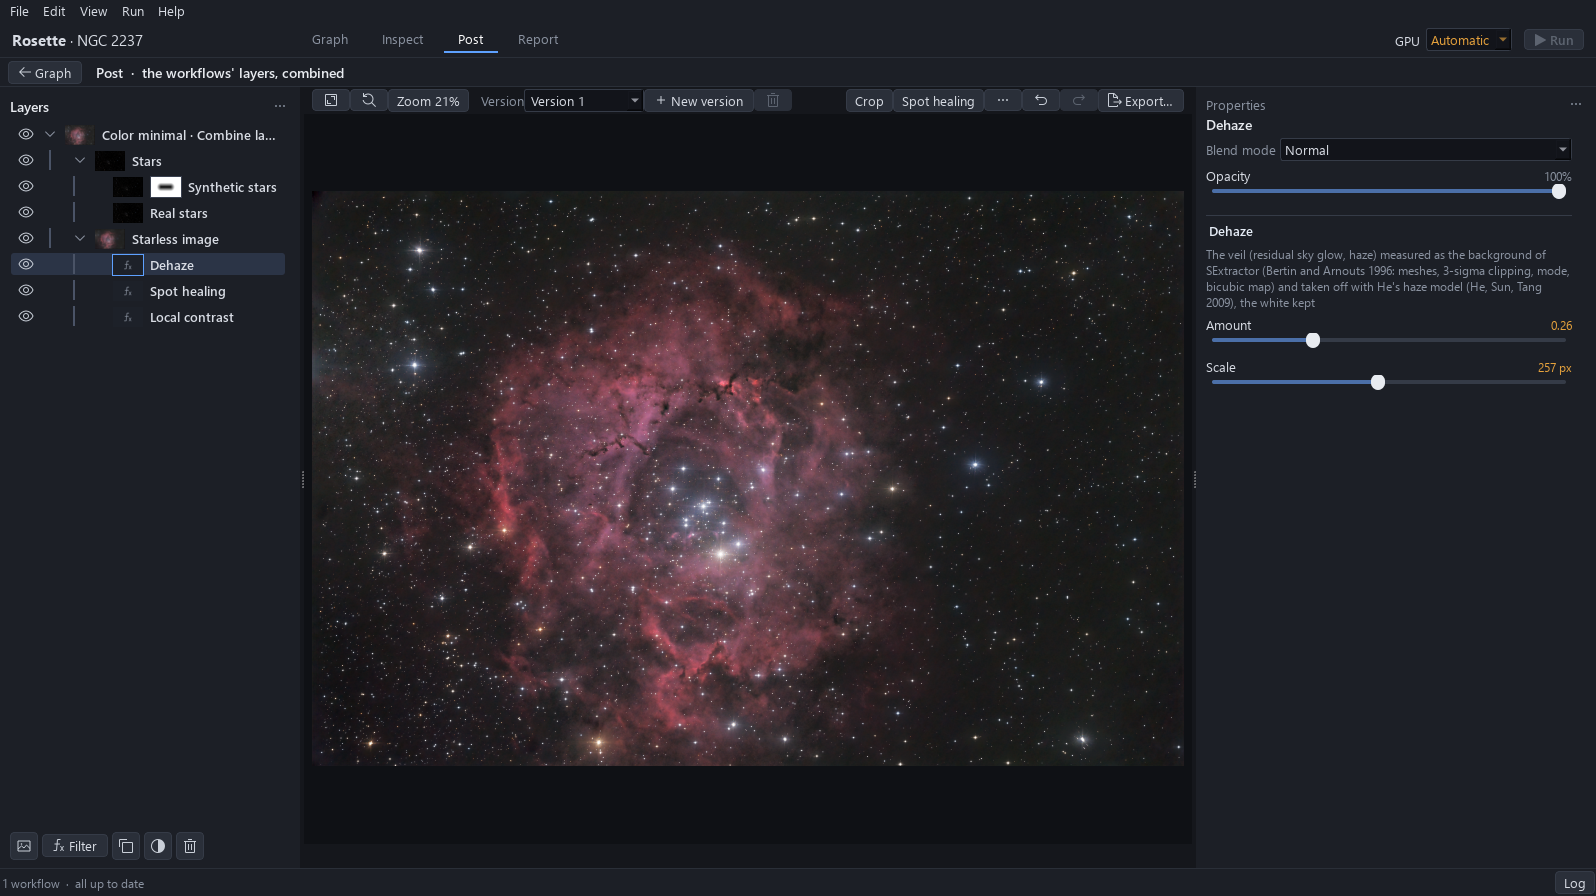 File Edit View Run Help
Rosette · NGC 2237
Graph Inspect Post Report
GPU Automatic Run
Graph Post · the workflows' layers, combined
Layers
Color minimal · Combine la...
Stars
Synthetic stars
Real stars
Starless image
fx Dehaze
fx Spot healing
fx Local contrast
Zoom 21% Version Version 1 + New version
Crop Spot healing ... Export...
Properties
Dehaze
Blend mode Normal
Opacity 100%
Dehaze
The veil (residual sky glow, haze) measured as the background of
SExtractor (Bertin and Arnouts 1996: meshes, 3-sigma clipping, mode,
bicubic map) and taken off with He's haze model (He, Sun, Tang
2009), the white kept
Amount 0.26
Scale 257 px
fx Filter
1 workflow · all up to date
Log